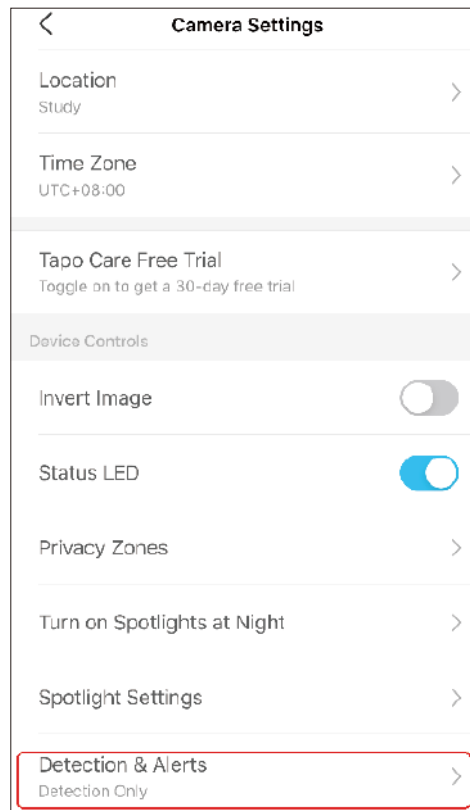 Camera Settings
Location
Study
Time Zone
UTC+08:00
Tapo Care Free Trial
Toggle on to get a 30-day free trial
Device Controls
Invert Image
Status LED
Privacy Zones
Turn on Spotlights at Night
Spotlight Settings
Detection & Alerts
Detection Only